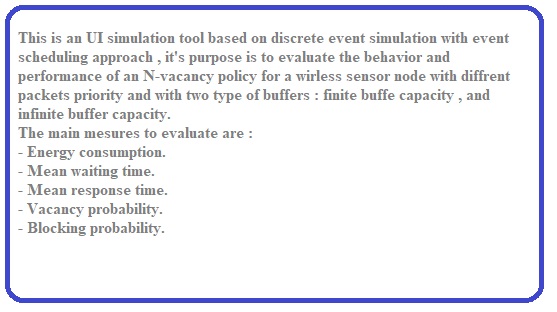 This is an UI simulation tool based on discrete event simulation with event
scheduling approach , it's purpose is to evaluate the behavior and
performance of an N-vacancy policy for a wirless sensor node with diffrent
packets priority and with two type of buffers : finite buffe capacity , and
infinite buffer capacity.
The main mesures to evaluate are :
- Energy consumption.
- Mean waiting time.
- Mean response time.
- Vacancy probability.
- Blocking probability.